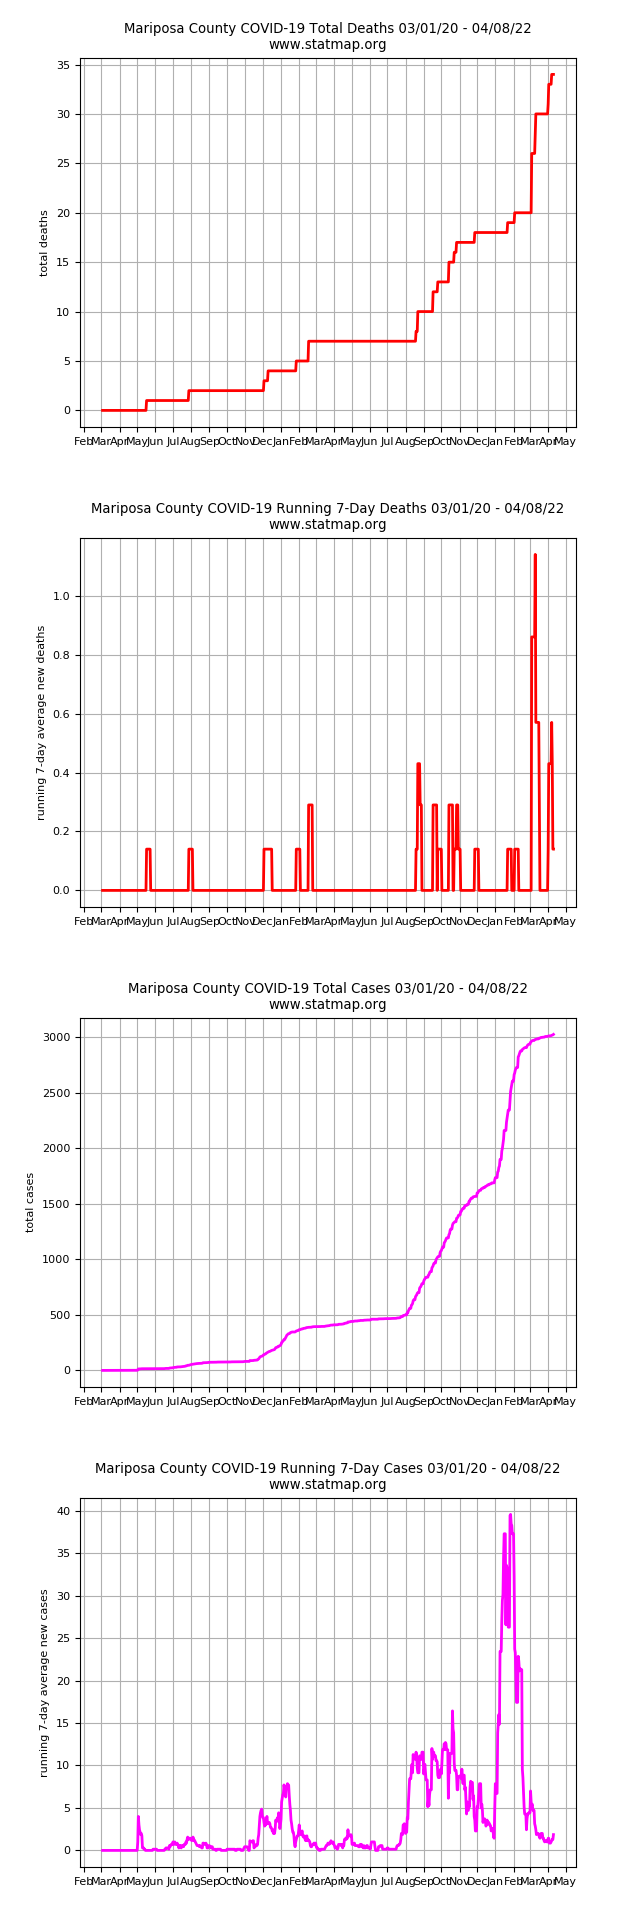 Mariposa County COVID-19 Total Deaths 03/01/20 - 04/08/22
www.statmap.org
35
30
25
20
15
10
5
0
total deaths
Feb Mar Apr May Jun Jul Aug Sep Oct Nov Dec Jan Feb Mar Apr May Jun Jul Aug Sep Oct Nov Dec Jan Feb Mar Apr May
Mariposa County COVID-19 Running 7-Day Deaths 03/01/20 - 04/08/22
www.statmap.org
1.0
0.8
0.6
0.4
0.2
0.0
running 7-day average new deaths
Feb Mar Apr May Jun Jul Aug Sep Oct Nov Dec Jan Feb Mar Apr May Jun Jul Aug Sep Oct Nov Dec Jan Feb Mar Apr May
Mariposa County COVID-19 Total Cases 03/01/20 - 04/08/22
www.statmap.org
3000
2500
2000
1500
1000
500
0
total cases
Feb Mar Apr May Jun Jul Aug Sep Oct Nov Dec Jan Feb Mar Apr May Jun Jul Aug Sep Oct Nov Dec Jan Feb Mar Apr May
Mariposa County COVID-19 Running 7-Day Cases 03/01/20 - 04/08/22
www.statmap.org
40
35
30
25
20
15
10
5
0
running 7-day average new cases
Feb Mar Apr May Jun Jul Aug Sep Oct Nov Dec Jan Feb Mar Apr May Jun Jul Aug Sep Oct Nov Dec Jan Feb Mar Apr May